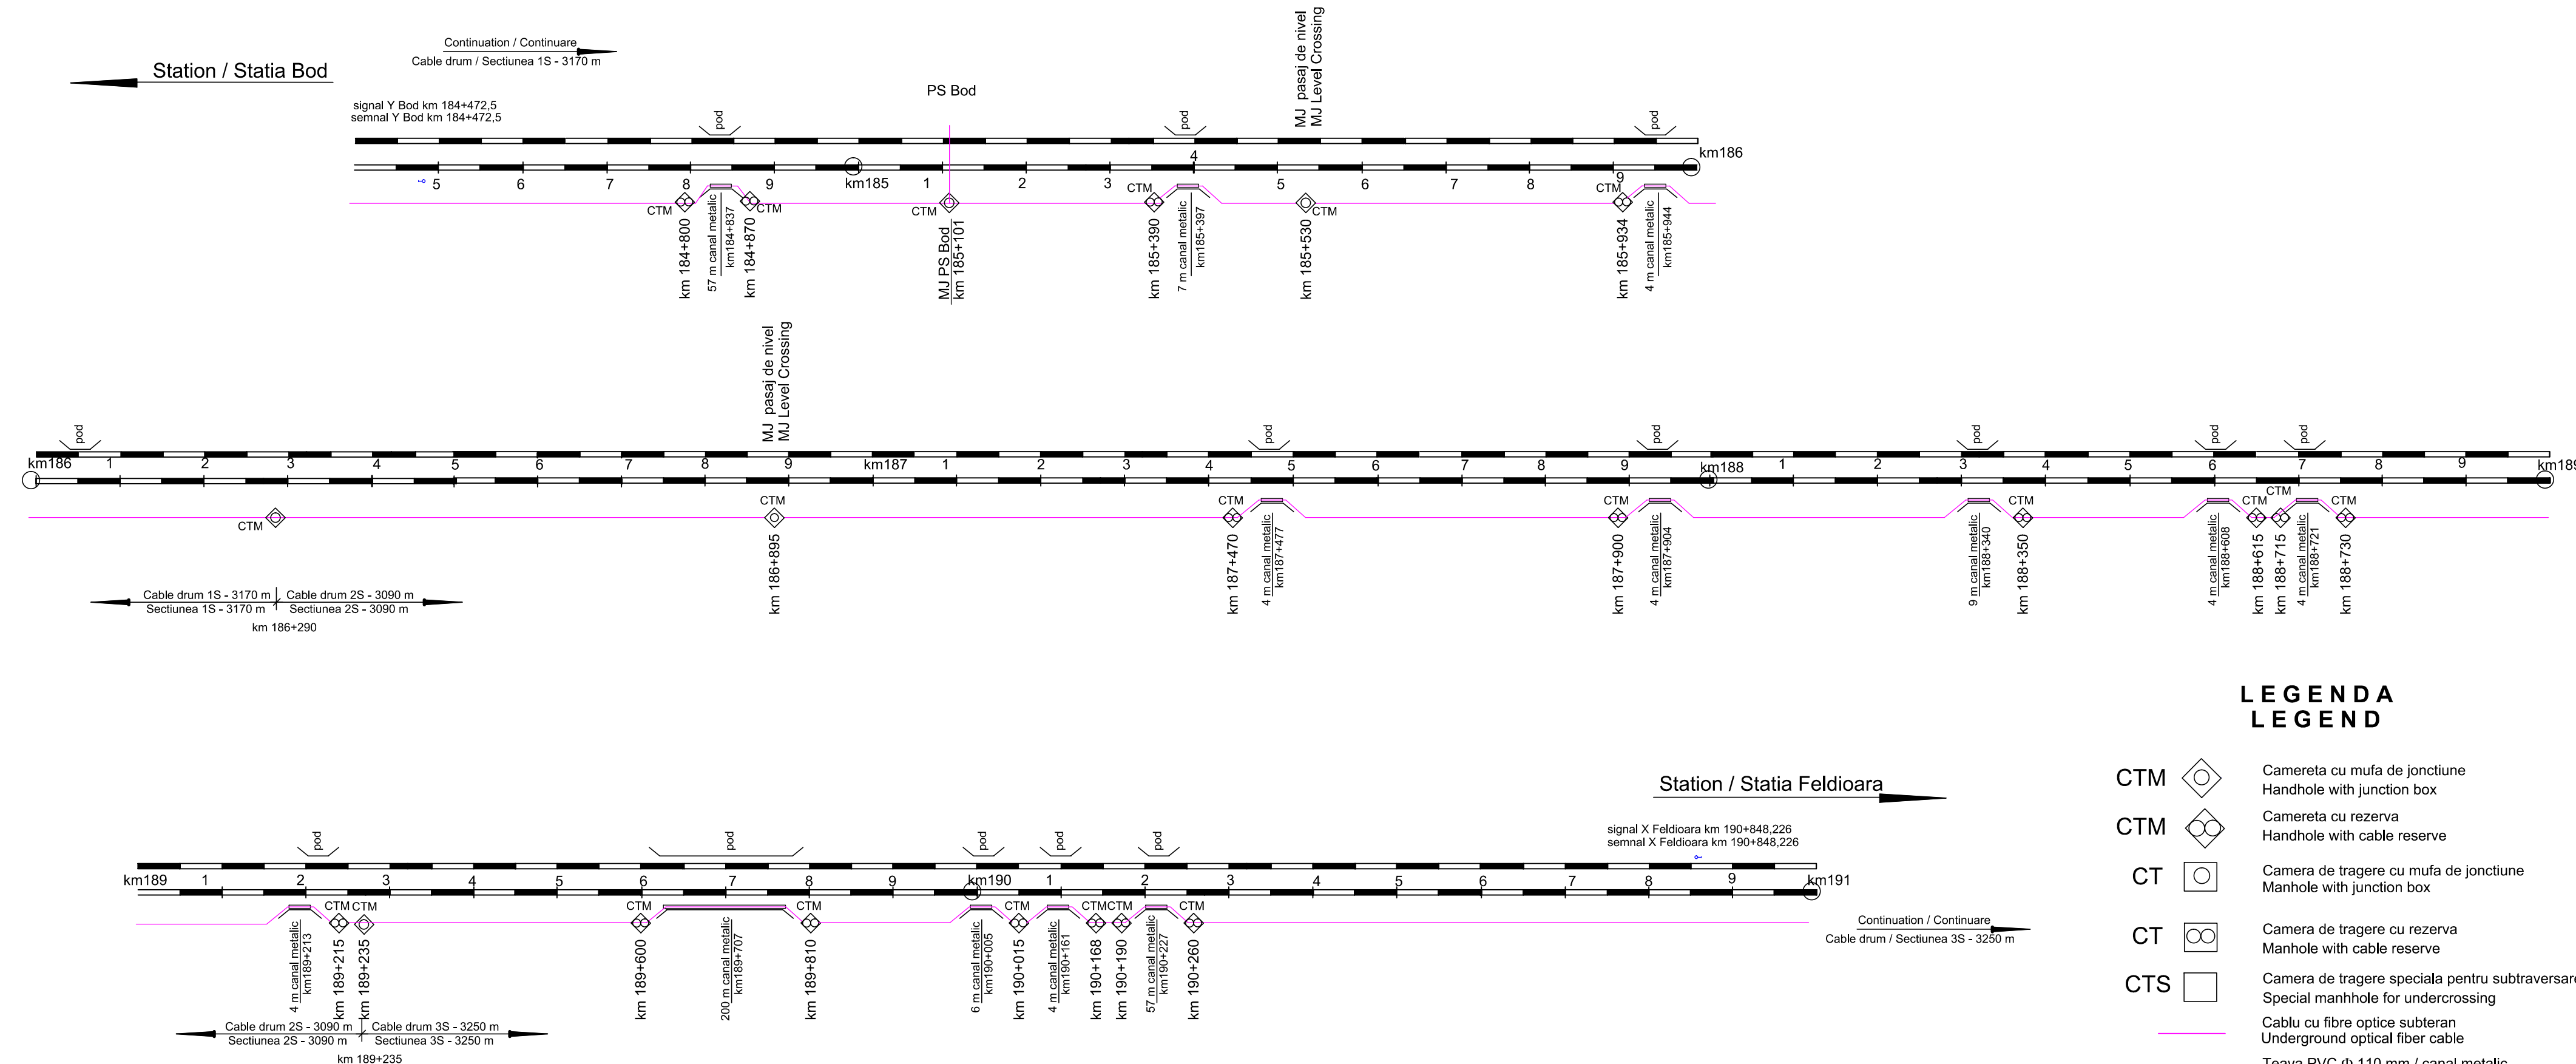 Continuation / Continuare
Cable drum / Sectiunea 1S - 3170 m
Station / Statia Bod
signal Y Bod km 184+472,5
semnal Y Bod km 184+472,5
PS Bod
MJ pasaj de nivel
MJ Level Crossing
pod
pod
pod
5 6 7 8 9 km185 1 2 3 4 5 6 7 8 9 km186
CTM
CTM
CTM
CTM
CTM
CTM
km 184+800
57 m canal metalic
km184+837
km 184+870
MJ PS Bod
km 185+101
km 185+390
7 m canal metalic
km185+397
km 185+530
km 185+934
4 m canal metalic
km185+944
MJ pasaj de nivel
MJ Level Crossing
pod
pod
pod
pod
pod
pod
km186 1 2 3 4 5 6 7 8 9 km187 1 2 3 4 5 6 7 8 9 km188 1 2 3 4 5 6 7 8 9 km189
CTM
CTM
CTM
CTM
CTM
CTM
CTM
CTM
km 186+895
km 187+470
4 m canal metalic
km187+477
km 187+900
4 m canal metalic
km187+904
9 m canal metalic
km188+340
km 188+350
4 m canal metalic
km188+608
km 188+615
km 188+715
4 m canal metalic
km188+721
km 188+730
Cable drum 1S - 3170 m
Sectiunea 1S - 3170 m
Cable drum 2S - 3090 m
Sectiunea 2S - 3090 m
km 186+290
Station / Statia Feldioara
signal X Feldioara km 190+848,226
semnal X Feldioara km 190+848,226
pod
pod
pod
pod
pod
km189 1 2 3 4 5 6 7 8 9 km190 1 2 3 4 5 6 7 8 9 km191
CTM
CTM
CTM
CTM
CTM
CTM
CTM
CTM
4 m canal metalic
km189+213
km 189+215
km 189+235
km 189+600
200 m canal metalic
km189+707
km 189+810
6 m canal metalic
km190+005
km 190+015
4 m canal metalic
km190+161
km 190+168
km 190+190
57 m canal metalic
km190+227
km 190+260
Continuation / Continuare
Cable drum / Sectiunea 3S - 3250 m
Cable drum 2S - 3090 m
Sectiunea 2S - 3090 m
Cable drum 3S - 3250 m
Sectiunea 3S - 3250 m
km 189+235
LEGENDA
LEGEND
CTM
Camereta cu mufa de jonctiune
Handhole with junction box
CTM
Camereta cu rezerva
Handhole with cable reserve
CT
Camera de tragere cu mufa de jonctiune
Manhole with junction box
CT
Camera de tragere cu rezerva
Manhole with cable reserve
CTS
Camera de tragere speciala pentru subtraversare
Special manhhole for undercrossing
Cablu cu fibre optice subteran
Underground optical fiber cable
Teava PVC Φ 110 mm / canal metalic